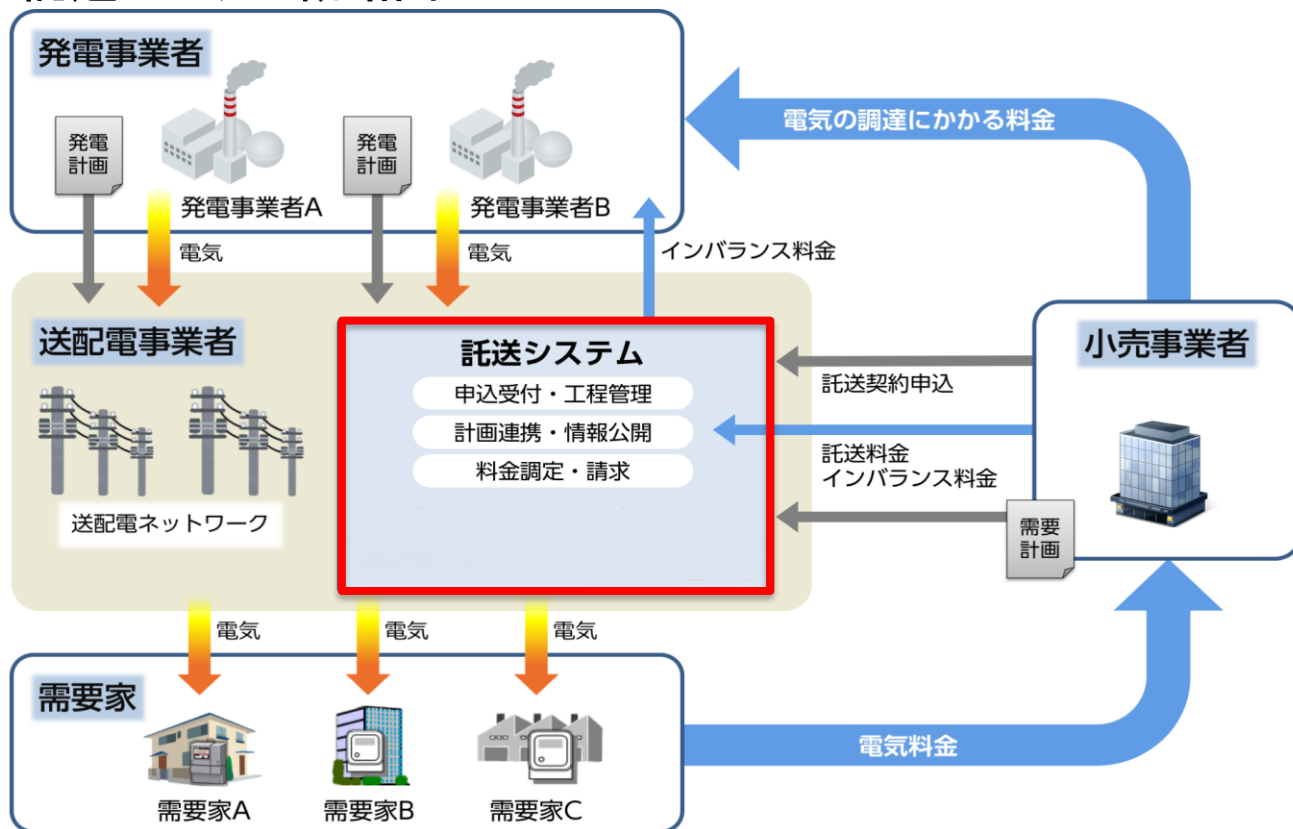 発電事業者
発電
計画
発電
計画
発電事業者A
発電事業者B
電気の調達にかかる料金
電気
電気
インバランス料金
送配電事業者
託送システム
申込受付・工程管理
計画連携・情報公開
料金調定・請求
送配電ネットワーク
小売事業者
託送契約申込
託送料金
インバランス料金
需要
計画
電気
電気
電気
需要家
需要家A
需要家B
需要家C
電気料金